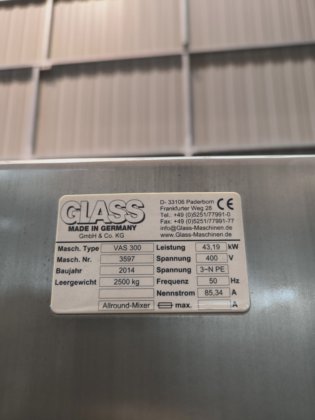 GLASS
MADE IN GERMANY
GmbH & Co. KG
D- 33106 Paderborn
Frankfurter Weg 28
Tel.: +49 (0)5251/77991-0
Fax: +49 (0)5251/77991-77
info@Glass-Maschinen.de
www.Glass-Maschinen.de
CE
Masch. Type VAS 300 Leistung 43,19 kW
Masch. Nr. 3597 Spannung 400 V
Baujahr 2014 Spannung 3~N PE
Leergewicht 2500 kg Frequenz 50 Hz
Nennstrom 85,34 A
Allround-Mixer max. A